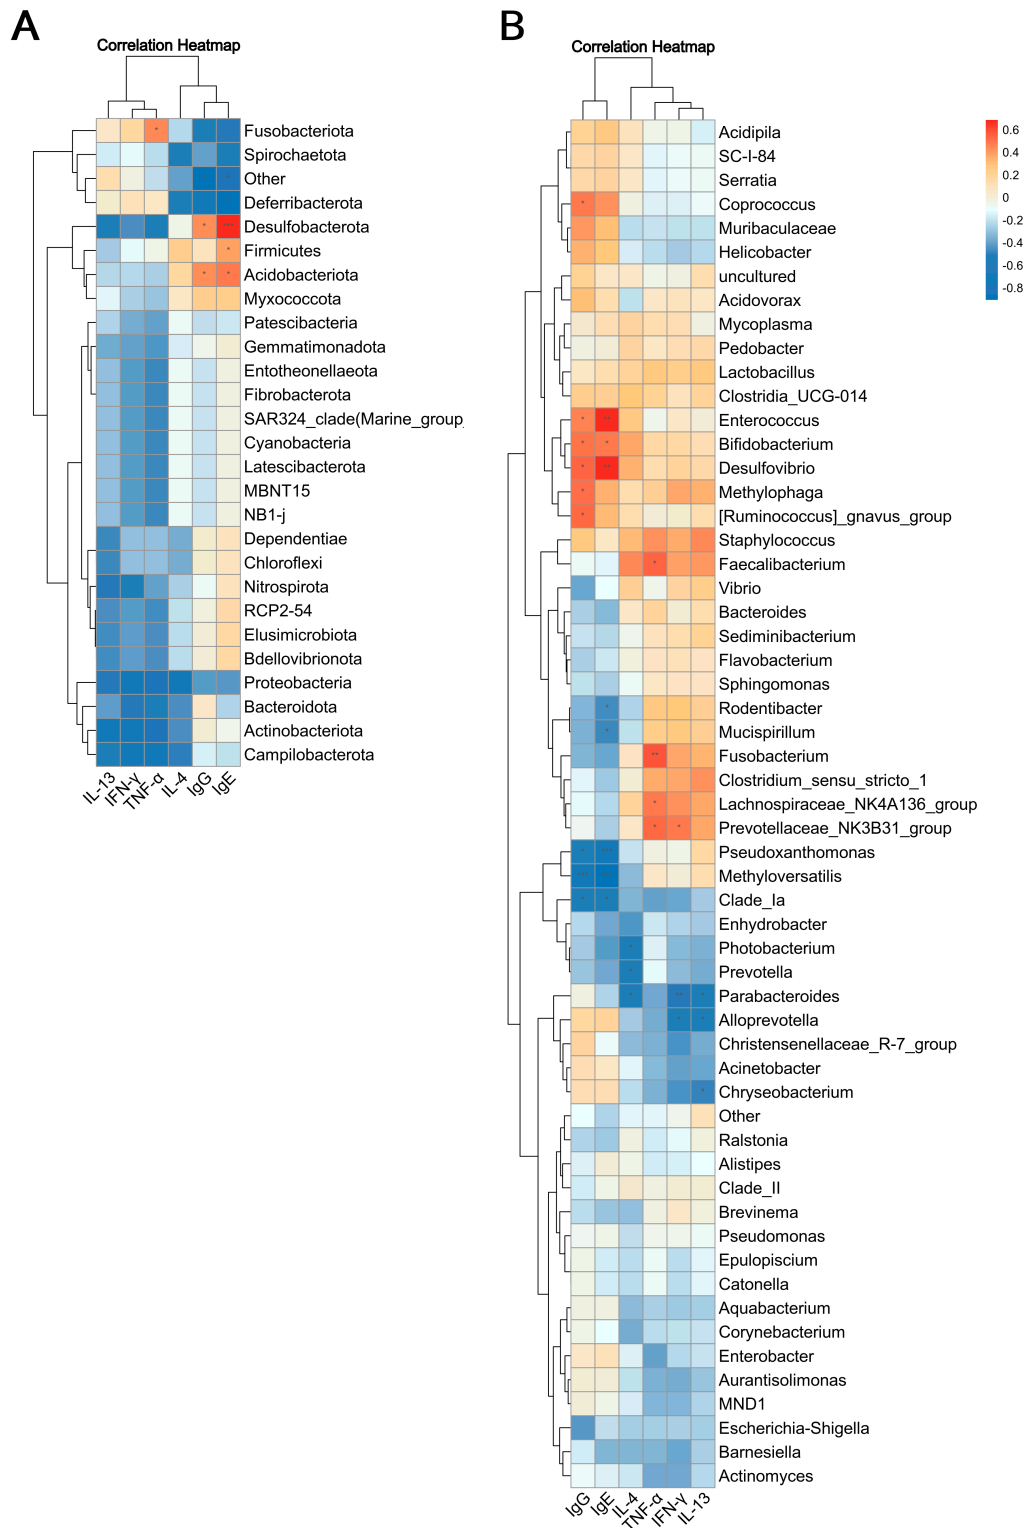 A
Correlation Heatmap
Fusobacteriota
Spirochaetota
Other
Deferribacterota
Desulfobacterota
Firmicutes
Acidobacteriota
Myxococcota
Patescibacteria
Gemmatimonadota
Entotheonellaeota
Fibrobacterota
SAR324_clade(Marine_group
Cyanobacteria
Latescibacterota
MBNT15
NB1-j
Dependentiae
Chloroflexi
Nitrospirota
RCP2-54
Elusimicrobiota
Bdellovibrionota
Proteobacteria
Bacteroidota
Actinobacteriota
Campilobacterota
IL-13
IFN-γ
TNF-α
IL-4
IgG
IgE
B
Correlation Heatmap
Acidipila
SC-I-84
Serratia
Coprococcus
Muribaculaceae
Helicobacter
uncultured
Acidovorax
Mycoplasma
Pedobacter
Lactobacillus
Clostridia_UCG-014
Enterococcus
Bifidobacterium
Desulfovibrio
Methylophaga
[Ruminococcus]_gnavus_group
Staphylococcus
Faecalibacterium
Vibrio
Bacteroides
Sediminibacterium
Flavobacterium
Sphingomonas
Rodentibacter
Mucispirillum
Fusobacterium
Clostridium_sensu_stricto_1
Lachnospiraceae_NK4A136_group
Prevotellaceae_NK3B31_group
Pseudoxanthomonas
Methyloversatilis
Clade_Ia
Enhydrobacter
Photobacterium
Prevotella
Parabacteroides
Alloprevotella
Christensenellaceae_R-7_group
Acinetobacter
Chryseobacterium
Other
Ralstonia
Alistipes
Clade_II
Brevinema
Pseudomonas
Epulopiscium
Catonella
Aquabacterium
Corynebacterium
Enterobacter
Aurantisolimonas
MND1
Escherichia-Shigella
Barnesiella
Actinomyces
IgG
IgE
IL-4
TNF-α
IFN-γ
IL-13
0.6
0.4
0.2
0
-0.2
-0.4
-0.6
-0.8